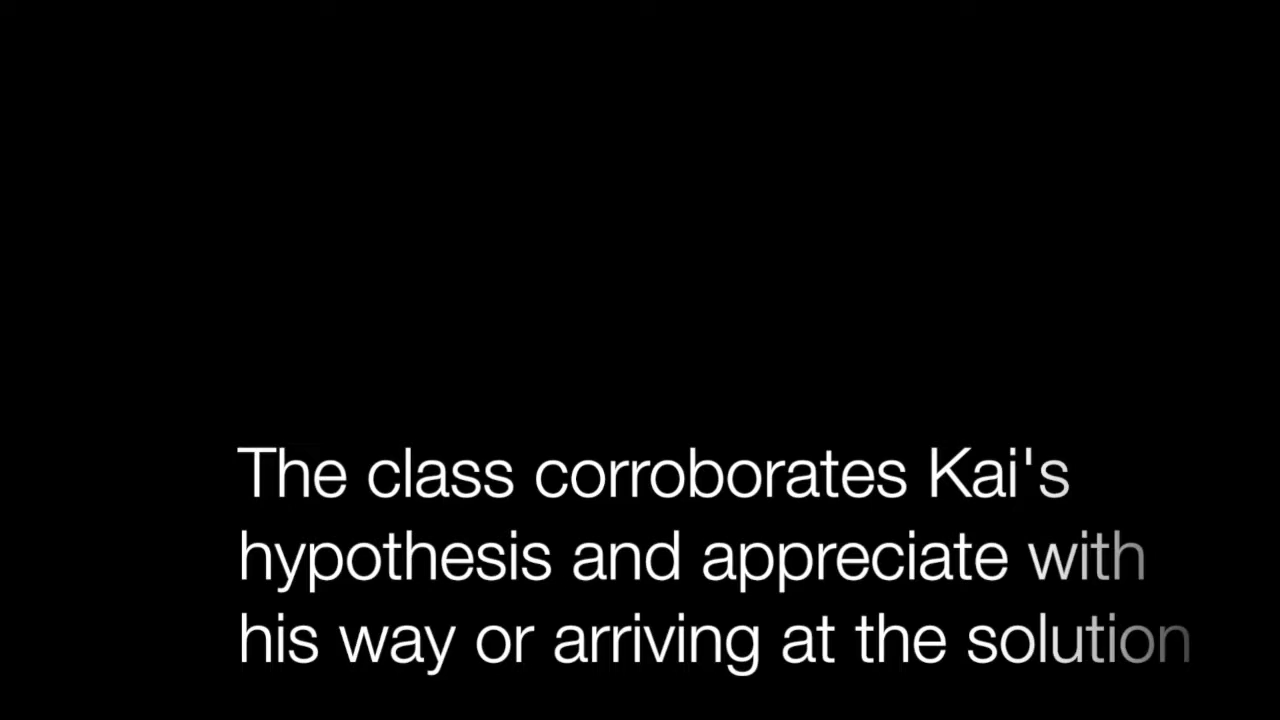 The class corroborates Kai's
hypothesis and appreciate with
his way or arriving at the solution